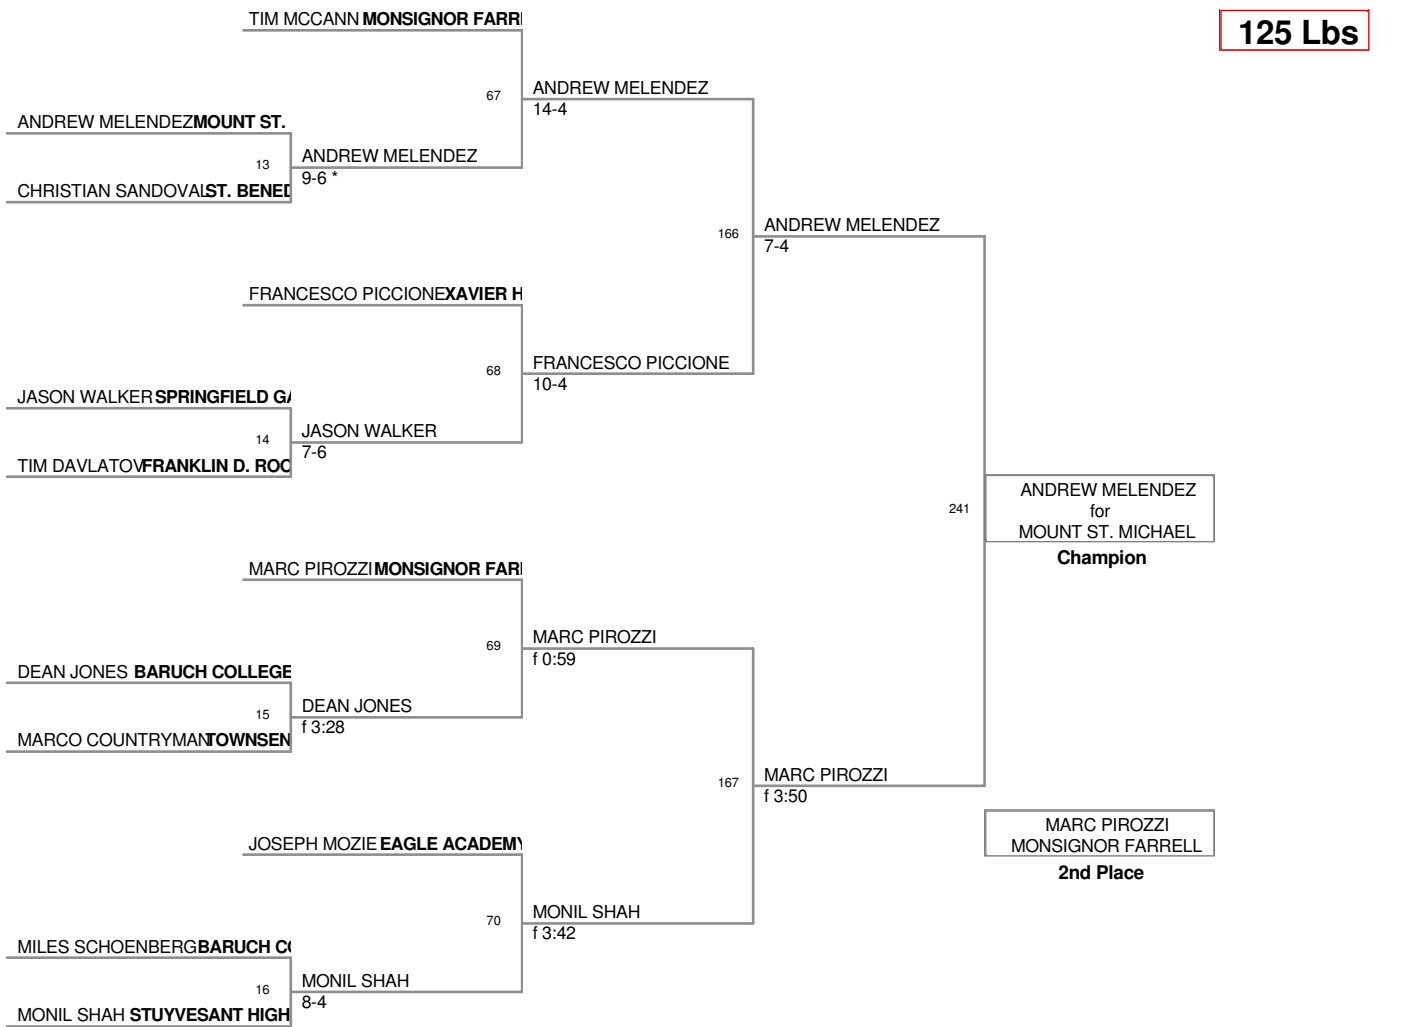 TIM MCCANN MONSIGNOR FARR
125 Lbs
67
ANDREW MELENDEZ
14-4
ANDREW MELENDEZ MOUNT ST.
13
ANDREW MELENDEZ
9-6 *
CHRISTIAN SANDOVAL ST. BENED
166
ANDREW MELENDEZ
7-4
FRANCESCO PICCIONE XAVIER H
68
FRANCESCO PICCIONE
10-4
JASON WALKER SPRINGFIELD GA
14
JASON WALKER
7-6
TIM DAVLATOV FRANKLIN D. ROO
241
ANDREW MELENDEZ
for
MOUNT ST. MICHAEL
Champion
MARC PIROZZI MONSIGNOR FAR
69
MARC PIROZZI
f 0:59
DEAN JONES BARUCH COLLEGE
15
DEAN JONES
f 3:28
MARCO COUNTRYMAN TOWNSEN
167
MARC PIROZZI
f 3:50
JOSEPH MOZIE EAGLE ACADEMY
MARC PIROZZI
MONSIGNOR FARRELL
2nd Place
70
MONIL SHAH
f 3:42
MILES SCHOENBERG BARUCH CO
16
MONIL SHAH
8-4
MONIL SHAH STUYVESANT HIGH